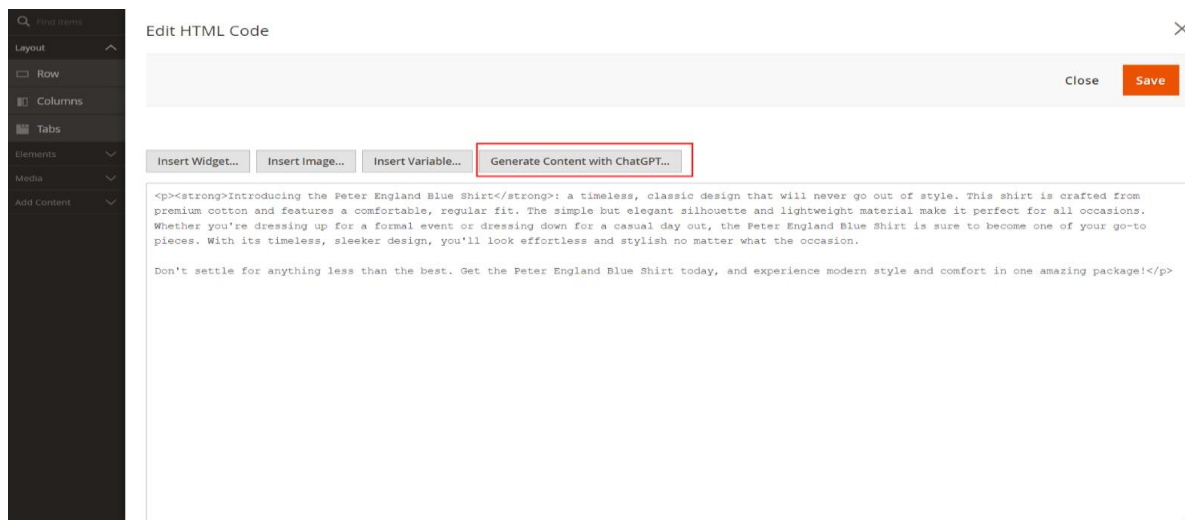 Find items
Edit HTML Code
Layout
Row
Close
Save
Columns
Tabs
Elements
Insert Widget...
Insert Image...
Insert Variable...
Generate Content with ChatGPT...
Media
Add Content
<p><strong>Introducing the Peter England Blue Shirt</strong>: a timeless, classic design that will never go out of style. This shirt is crafted from
premium cotton and features a comfortable, regular fit. The simple but elegant silhouette and lightweight material make it perfect for all occasions.
Whether you're dressing up for a formal event or dressing down for a casual day out, the Peter England Blue Shirt is sure to become one of your go-to
pieces. With its timeless, sleeker design, you'll look effortless and stylish no matter what the occasion.
Don't settle for anything less than the best. Get the Peter England Blue Shirt today, and experience modern style and comfort in one amazing package!</p>